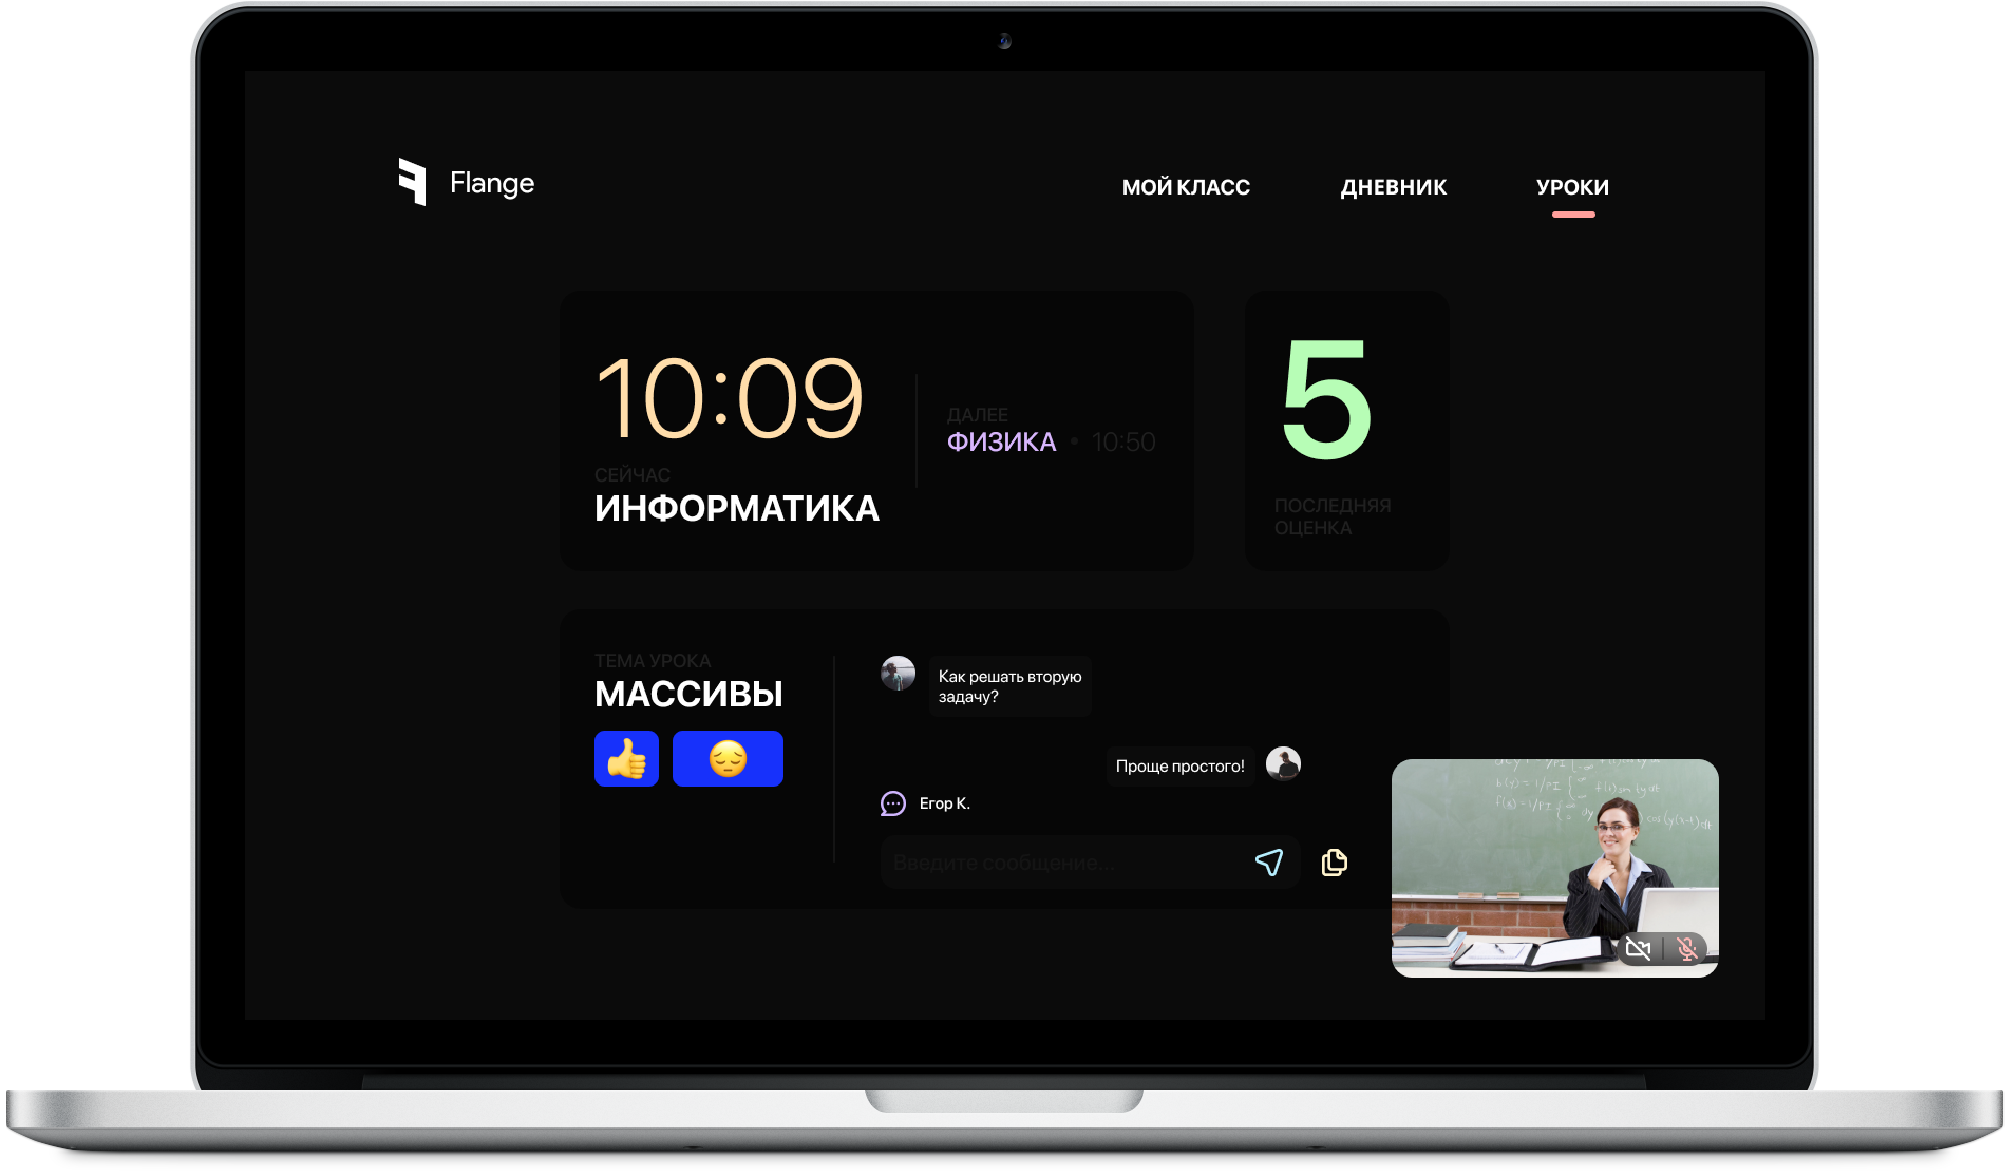 Flange
МОЙ КЛАСС
ДНЕВНИК
УРОКИ
10:09
СЕЙЧАС
ИНФОРМАТИКА
ДАЛЕЕ
ФИЗИКА • 10:50
5
ПОСЛЕДНЯЯ
ОЦЕНКА
ТЕМА УРОКА
МАССИВЫ
Как решать вторую
задачу?
Проще простого!
Егор К.
Введите сообщение...